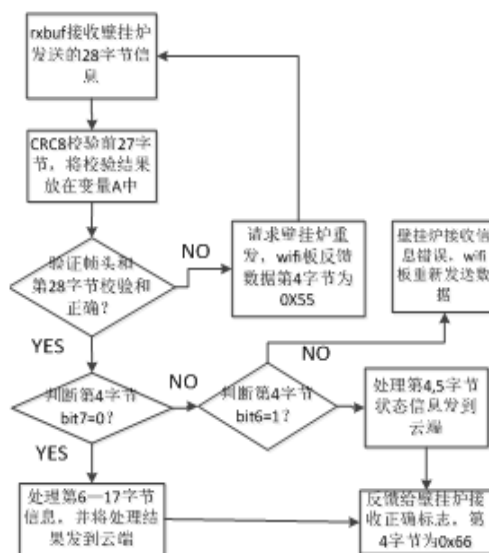 rxbuf接收壁挂炉
发送的28字节信
息
CRC8校验前27字
节，将校验结果
放在变量A中
验证帧头和
第28字节校验和
正确？
NO
请求壁挂炉重
发，wifi板反馈
数据第4字节为
0X55
壁挂炉接收信
息错误，wifi
板重新发送数
据
YES
NO
判断第4字节
bit7=0？
NO
判断第4字节
bit6=1？
处理第4,5字节
状态信息发到
云端
YES
处理第6—17字节
信息，并将处理结
果发到云端
反馈给壁挂炉
接收正确标志，第
4字节为0x66